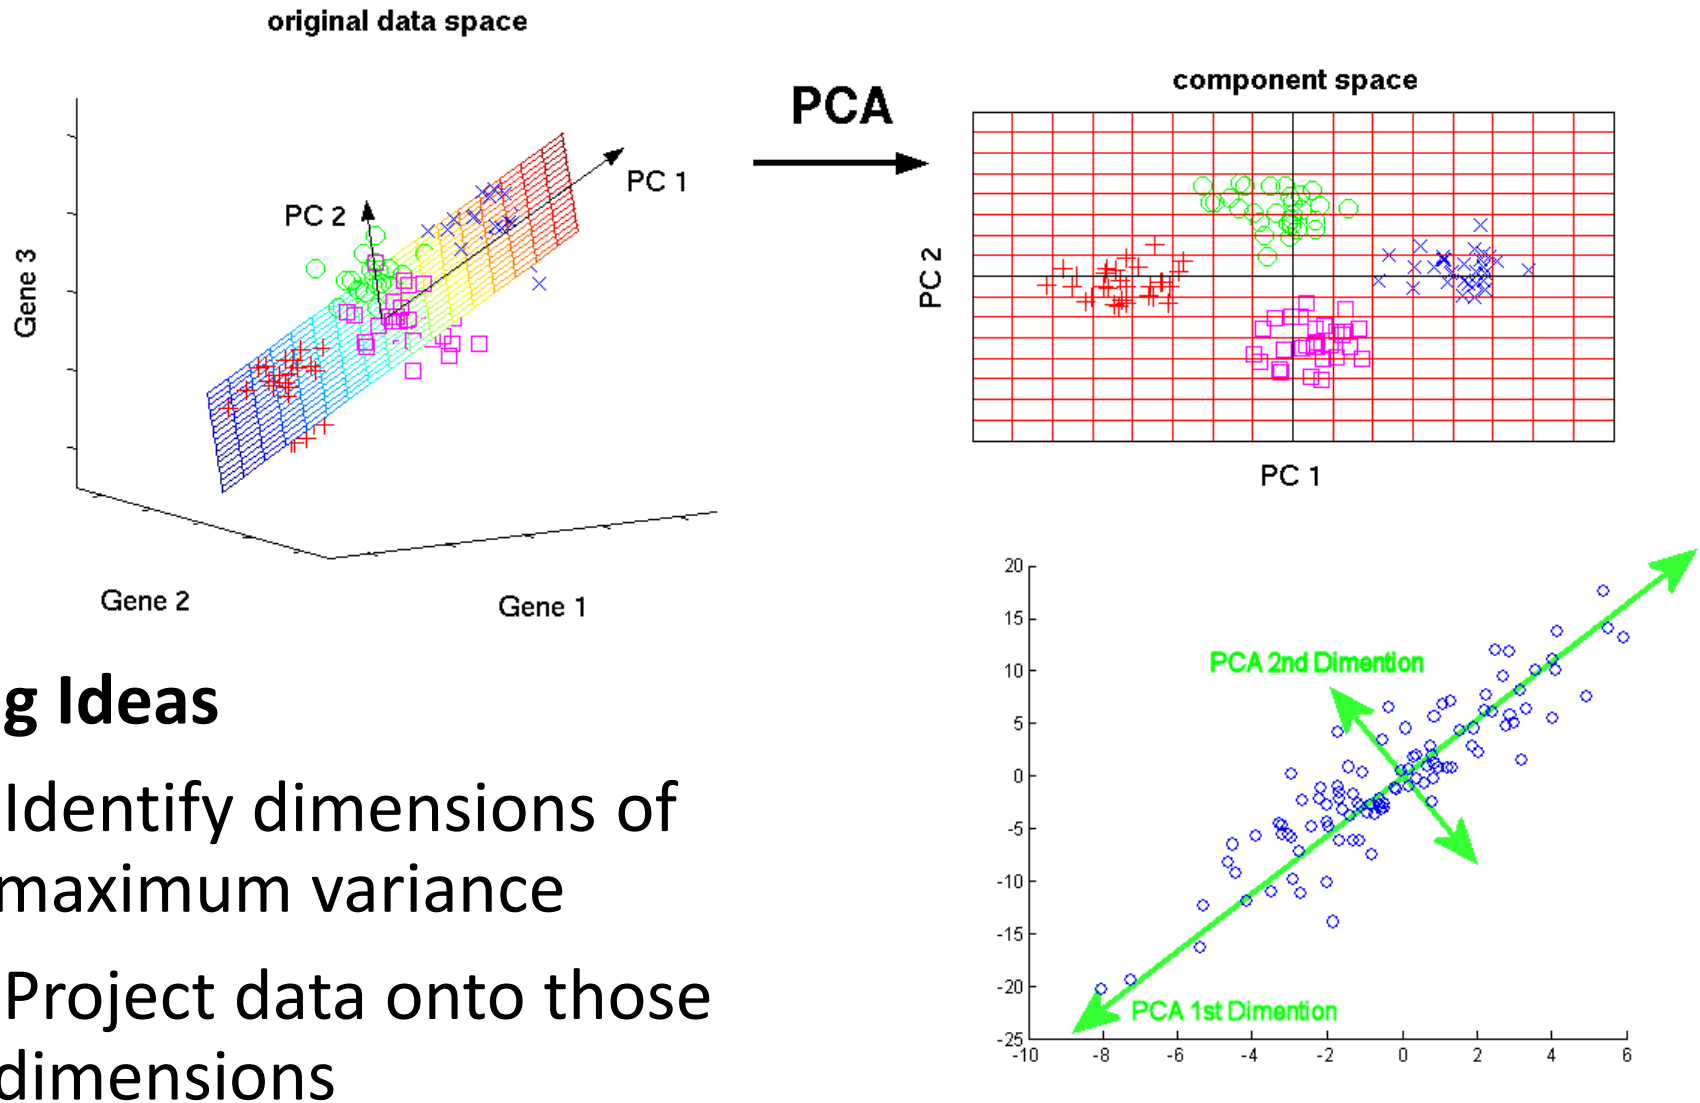 original data space
PCA
component space
PC 1
PC 2
Gene 3
Gene 2
Gene 1
PC 2
PC 1
g Ideas
Identify dimensions of
maximum variance
Project data onto those
dimensions
PCA 2nd Dimention
PCA 1st Dimention
20
15
10
5
0
-5
-10
-15
-20
-25
-10
-8
-6
-4
-2
0
2
4
6